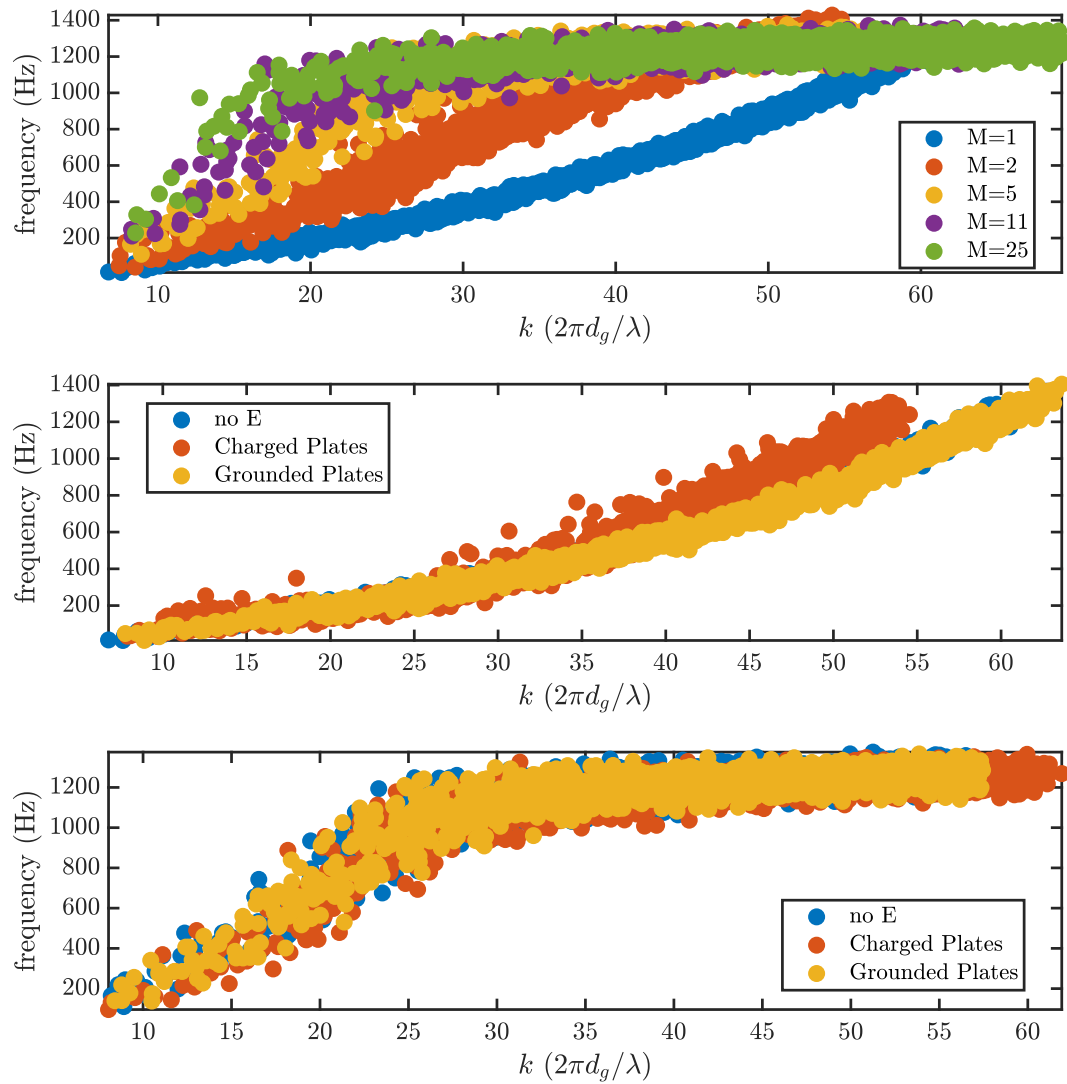 1400
1200
1000
800
600
400
200
frequency (Hz)
M=1
M=2
M=5
M=11
M=25
10 20 30 40 50 60
k (2πd_g/λ)
1400
1200
1000
800
600
400
200
frequency (Hz)
no E
Charged Plates
Grounded Plates
10 15 20 25 30 35 40 45 50 55 60
k (2πd_g/λ)
1200
1000
800
600
400
200
frequency (Hz)
no E
Charged Plates
Grounded Plates
10 15 20 25 30 35 40 45 50 55 60
k (2πd_g/λ)